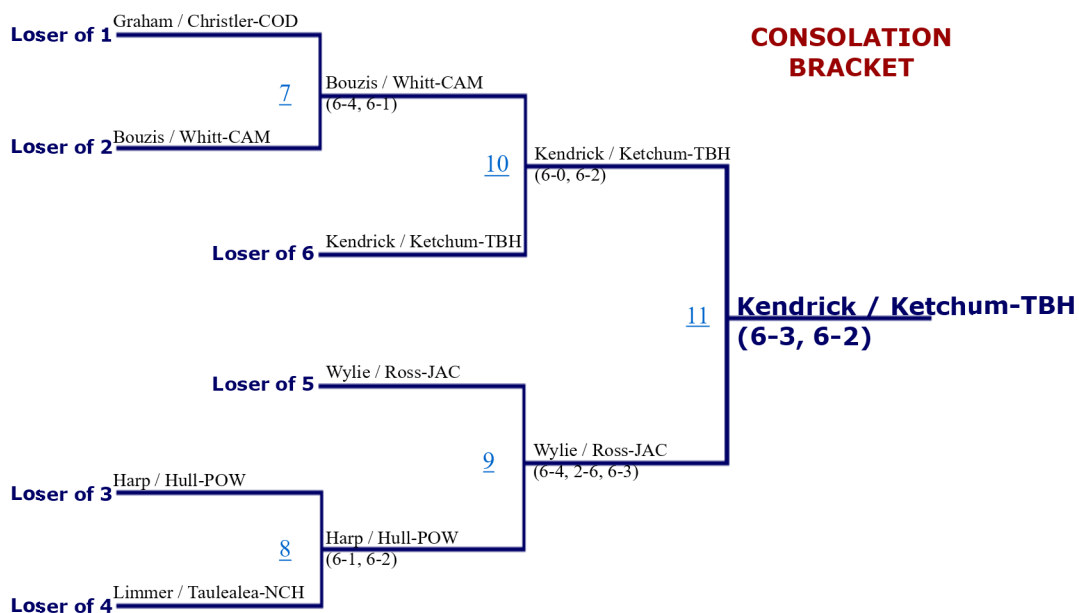 Graham / Christler-COD
Loser of 1
CONSOLATION
BRACKET
7
Bouzis / Whitt-CAM
(6-4, 6-1)
Bouzis / Whitt-CAM
Loser of 2
10
Kendrick / Ketchum-TBH
(6-0, 6-2)
Kendrick / Ketchum-TBH
Loser of 6
11
Kendrick / Ketchum-TBH
(6-3, 6-2)
Wylie / Ross-JAC
Loser of 5
9
Wylie / Ross-JAC
(6-4, 2-6, 6-3)
Harp / Hull-POW
Loser of 3
8
Harp / Hull-POW
(6-1, 6-2)
Limmer / Taulealea-NCH
Loser of 4